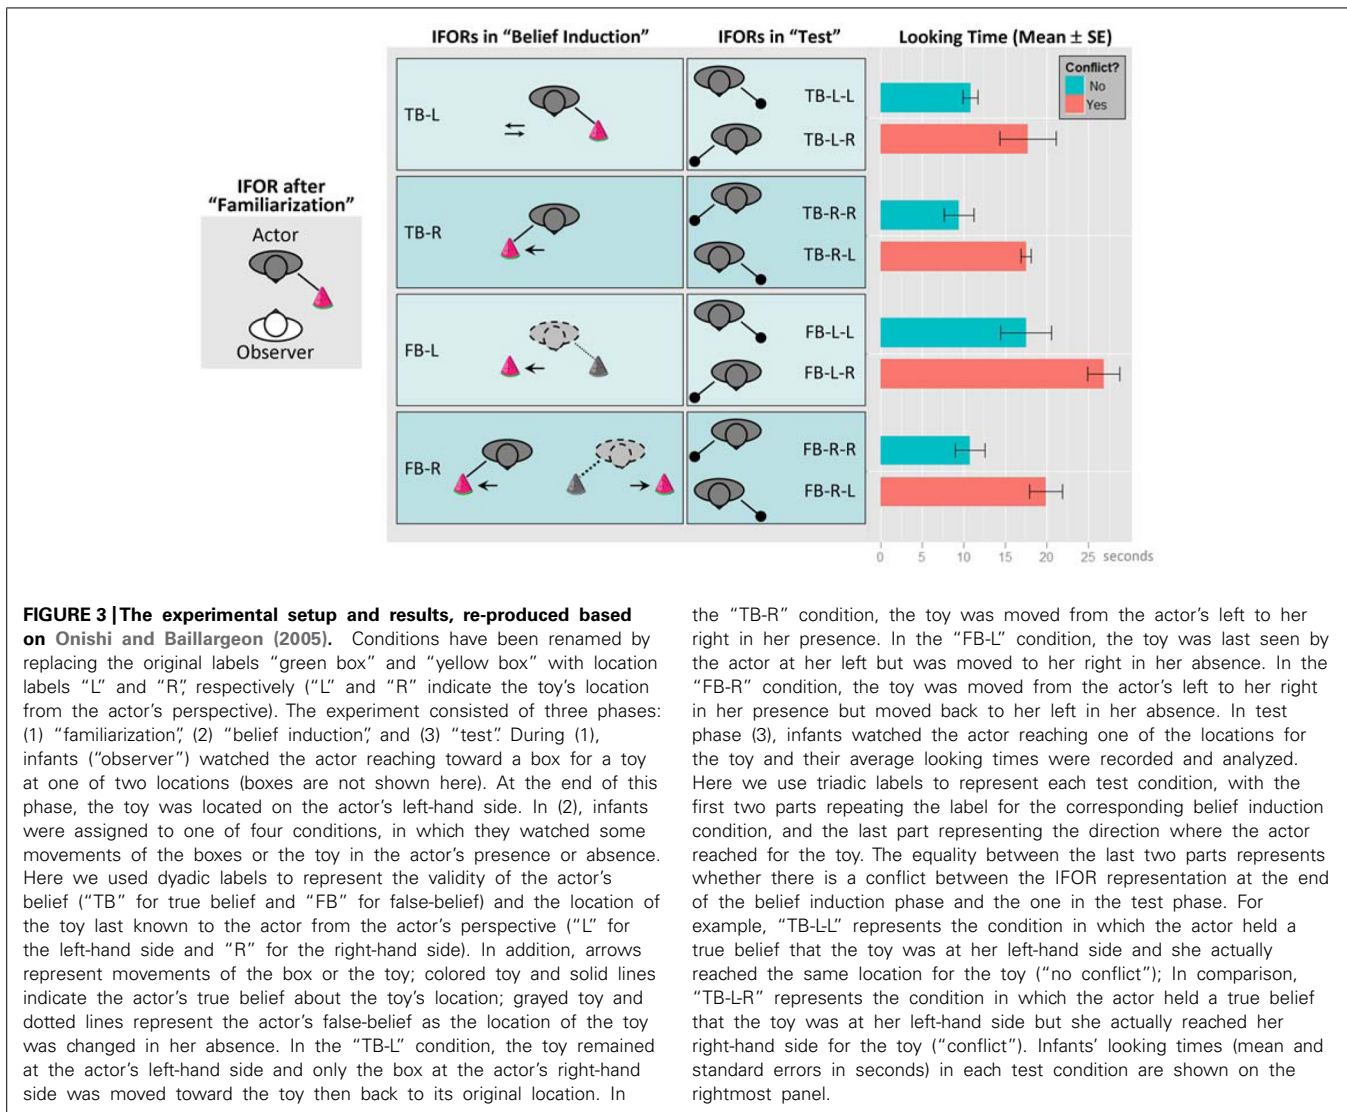 IFORs in “Belief Induction”
IFORs in “Test”
Looking Time (Mean ± SE)
Conflict?
No
Yes
TB-L
TB-L-L
TB-L-R
IFOR after
“Familiarization”
Actor
Observer
TB-R
TB-R-R
TB-R-L
FB-L
FB-L-L
FB-L-R
FB-R
FB-R-R
FB-R-L
0 5 10 15 20 25 seconds
FIGURE 3 | The experimental setup and results, re-produced based
on Onishi and Baillargeon (2005). Conditions have been renamed by
replacing the original labels “green box” and “yellow box” with location
labels “L” and “R”, respectively (“L” and “R” indicate the toy’s location
from the actor’s perspective). The experiment consisted of three phases:
(1) “familiarization”, (2) “belief induction”, and (3) “test”. During (1),
infants (“observer”) watched the actor reaching toward a box for a toy
at one of two locations (boxes are not shown here). At the end of this
phase, the toy was located on the actor’s left-hand side. In (2), infants
were assigned to one of four conditions, in which they watched some
movements of the boxes or the toy in the actor’s presence or absence.
Here we used dyadic labels to represent the validity of the actor’s
belief (“TB” for true belief and “FB” for false-belief) and the location of
the toy last known to the actor from the actor’s perspective (“L” for
the left-hand side and “R” for the right-hand side). In addition, arrows
represent movements of the box or the toy; colored toy and solid lines
indicate the actor’s true belief about the toy’s location; grayed toy and
dotted lines represent the actor’s false-belief as the location of the toy
was changed in her absence. In the “TB-L” condition, the toy remained
at the actor’s left-hand side and only the box at the actor’s right-hand
side was moved toward the toy then back to its original location. In
the “TB-R” condition, the toy was moved from the actor’s left to her
right in her presence. In the “FB-L” condition, the toy was last seen by
the actor at her left but was moved to her right in her absence. In the
“FB-R” condition, the toy was moved from the actor’s left to her right
in her presence but moved back to her left in her absence. In test
phase (3), infants watched the actor reaching one of the locations for
the toy and their average looking times were recorded and analyzed.
Here we use triadic labels to represent each test condition, with the
first two parts repeating the label for the corresponding belief induction
condition, and the last part representing the direction where the actor
reached for the toy. The equality between the last two parts represents
whether there is a conflict between the IFOR representation at the end
of the belief induction phase and the one in the test phase. For
example, “TB-L-L” represents the condition in which the actor held a
true belief that the toy was at her left-hand side and she actually
reached the same location for the toy (“no conflict”); In comparison,
“TB-L-R” represents the condition in which the actor held a true belief
that the toy was at her left-hand side but she actually reached her
right-hand side for the toy (“conflict”). Infants’ looking times (mean and
standard errors in seconds) in each test condition are shown on the
rightmost panel.